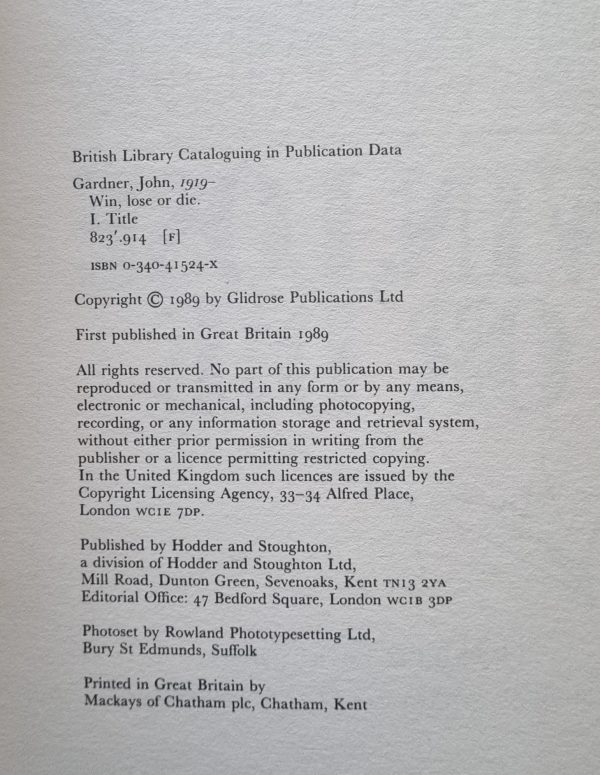 British Library Cataloguing in Publication Data
Gardner, John, 1919–
Win, lose or die.
I. Title
823'.914 [F]
ISBN 0-340-41524-X
Copyright © 1989 by Glidrose Publications Ltd
First published in Great Britain 1989
All rights reserved. No part of this publication may be
reproduced or transmitted in any form or by any means,
electronic or mechanical, including photocopying,
recording, or any information storage and retrieval system,
without either prior permission in writing from the
publisher or a licence permitting restricted copying.
In the United Kingdom such licences are issued by the
Copyright Licensing Agency, 33–34 Alfred Place,
London WC1E 7DP.
Published by Hodder and Stoughton,
a division of Hodder and Stoughton Ltd,
Mill Road, Dunton Green, Sevenoaks, Kent TN13 2YA
Editorial Office: 47 Bedford Square, London WC1B 3DP
Photoset by Rowland Phototypesetting Ltd,
Bury St Edmunds, Suffolk
Printed in Great Britain by
Mackays of Chatham plc, Chatham, Kent